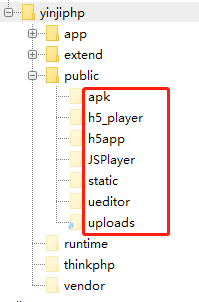 yinjiphp
app
extend
public
apk
h5_player
h5app
JSPlayer
static
ueditor
uploads
runtime
thinkphp
vendor